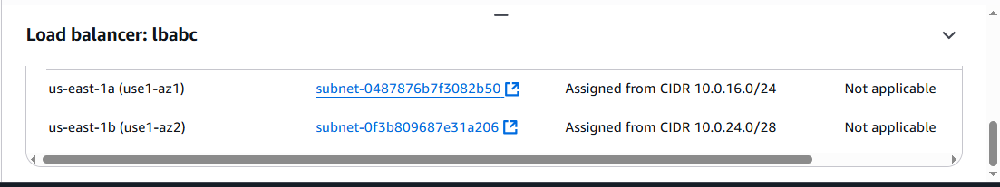 Load balancer: lbabc
us-east-1a (use1-az1) subnet-0487876b7f3082b50 Assigned from CIDR 10.0.16.0/24 Not applicable
us-east-1b (use1-az2) subnet-0f3b809687e31a206 Assigned from CIDR 10.0.24.0/28 Not applicable